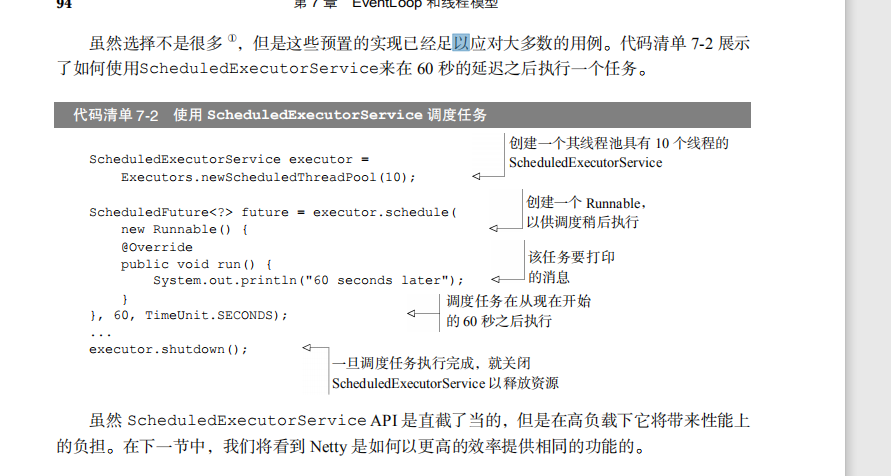 94
第 7 章 EventLoop 和线程模型
虽然选择不是很多①，但是这些预置的实现已经足以应对大多数的用例。代码清单 7-2 展示
了如何使用ScheduledExecutorService来在 60 秒的延迟之后执行一个任务。
代码清单 7-2 使用 ScheduledExecutorService 调度任务
ScheduledExecutorService executor =
Executors.newScheduledThreadPool(10);
创建一个其线程池具有 10 个线程的
ScheduledExecutorService
ScheduledFuture<?> future = executor.schedule(
new Runnable() {
创建一个 Runnable，
以供调度稍后执行
@Override
public void run() {
System.out.println("60 seconds later");
该任务要打印
的消息
}
}, 60, TimeUnit.SECONDS);
调度任务在从现在开始
的 60 秒之后执行
...
executor.shutdown();
一旦调度任务执行完成，就关闭
ScheduledExecutorService 以释放资源
虽然 ScheduledExecutorService API 是直截了当的，但是在高负载下它将带来性能上
的负担。在下一节中，我们将看到 Netty 是如何以更高的效率提供相同的功能的。